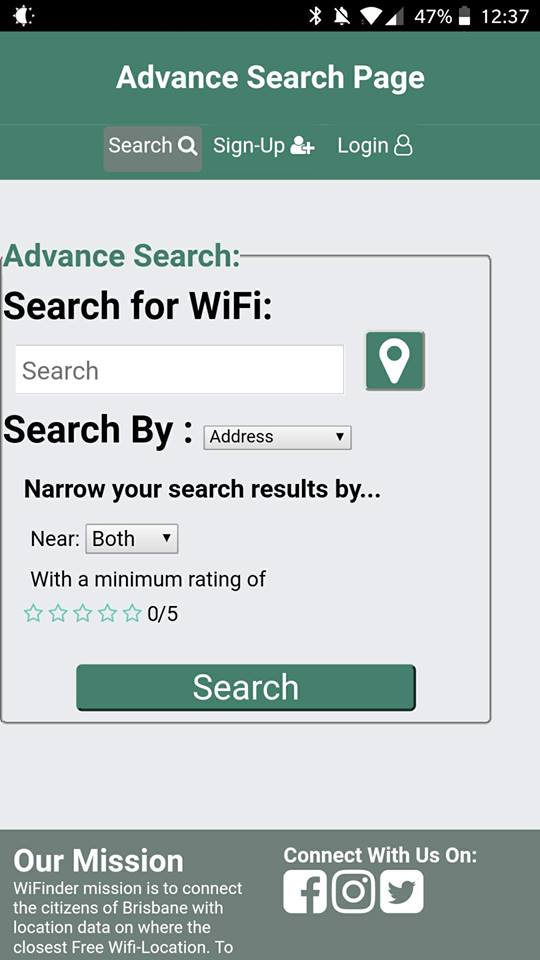 47% 12:37
Advance Search Page
Search Sign-Up Login
Advance Search:
Search for WiFi:
Search
Search By : Address
Narrow your search results by...
Near: Both
With a minimum rating of
0/5
Search
Our Mission
WiFinder mission is to connect
the citizens of Brisbane with
location data on where the
closest Free Wifi-Location. To
Connect With Us On: